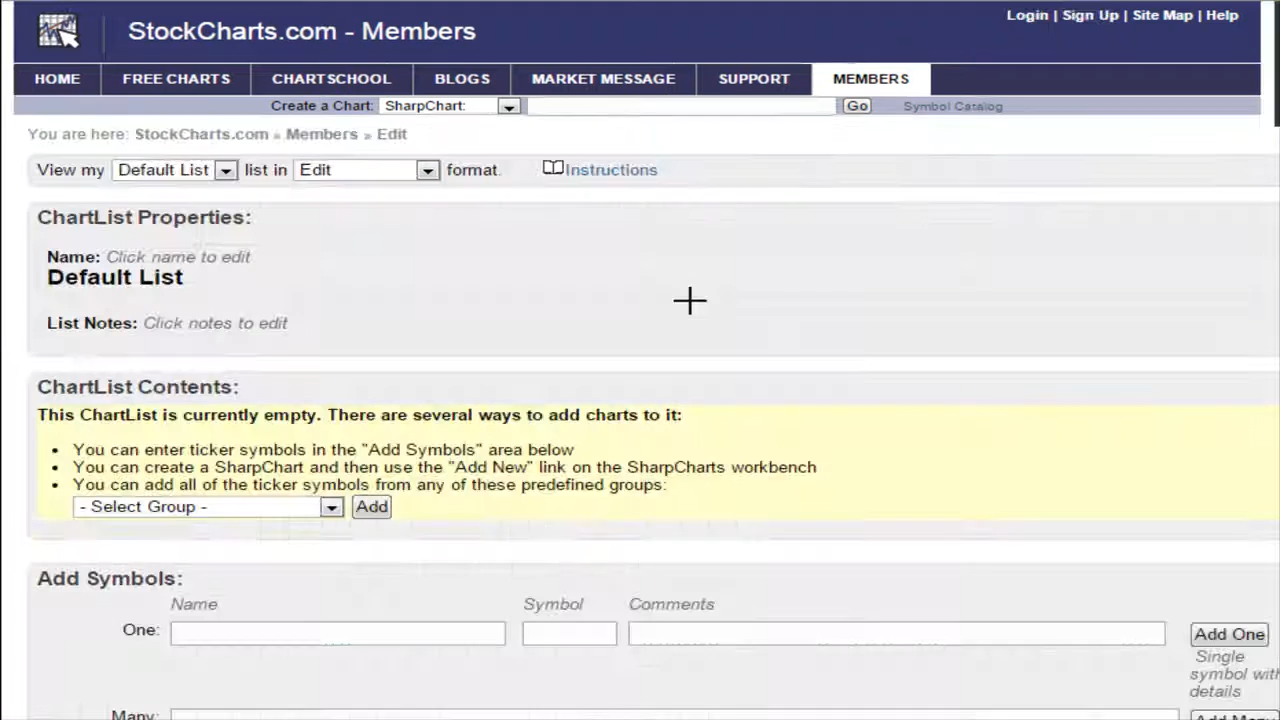 Login | Sign Up | Site Map | Help
StockCharts.com - Members
HOME FREE CHARTS CHARTSCHOOL BLOGS MARKET MESSAGE SUPPORT MEMBERS
Create a Chart: SharpChart: Go Symbol Catalog
You are here: StockCharts.com » Members » Edit
View my Default List list in Edit format. Instructions
ChartList Properties:
Name: Click name to edit
Default List
List Notes: Click notes to edit
ChartList Contents:
This ChartList is currently empty. There are several ways to add charts to it:
• You can enter ticker symbols in the "Add Symbols" area below
• You can create a SharpChart and then use the "Add New" link on the SharpCharts workbench
• You can add all of the ticker symbols from any of these predefined groups:
- Select Group - Add
Add Symbols:
Name Symbol Comments
One: Add One
Single
symbol with
details
Many: Add Many